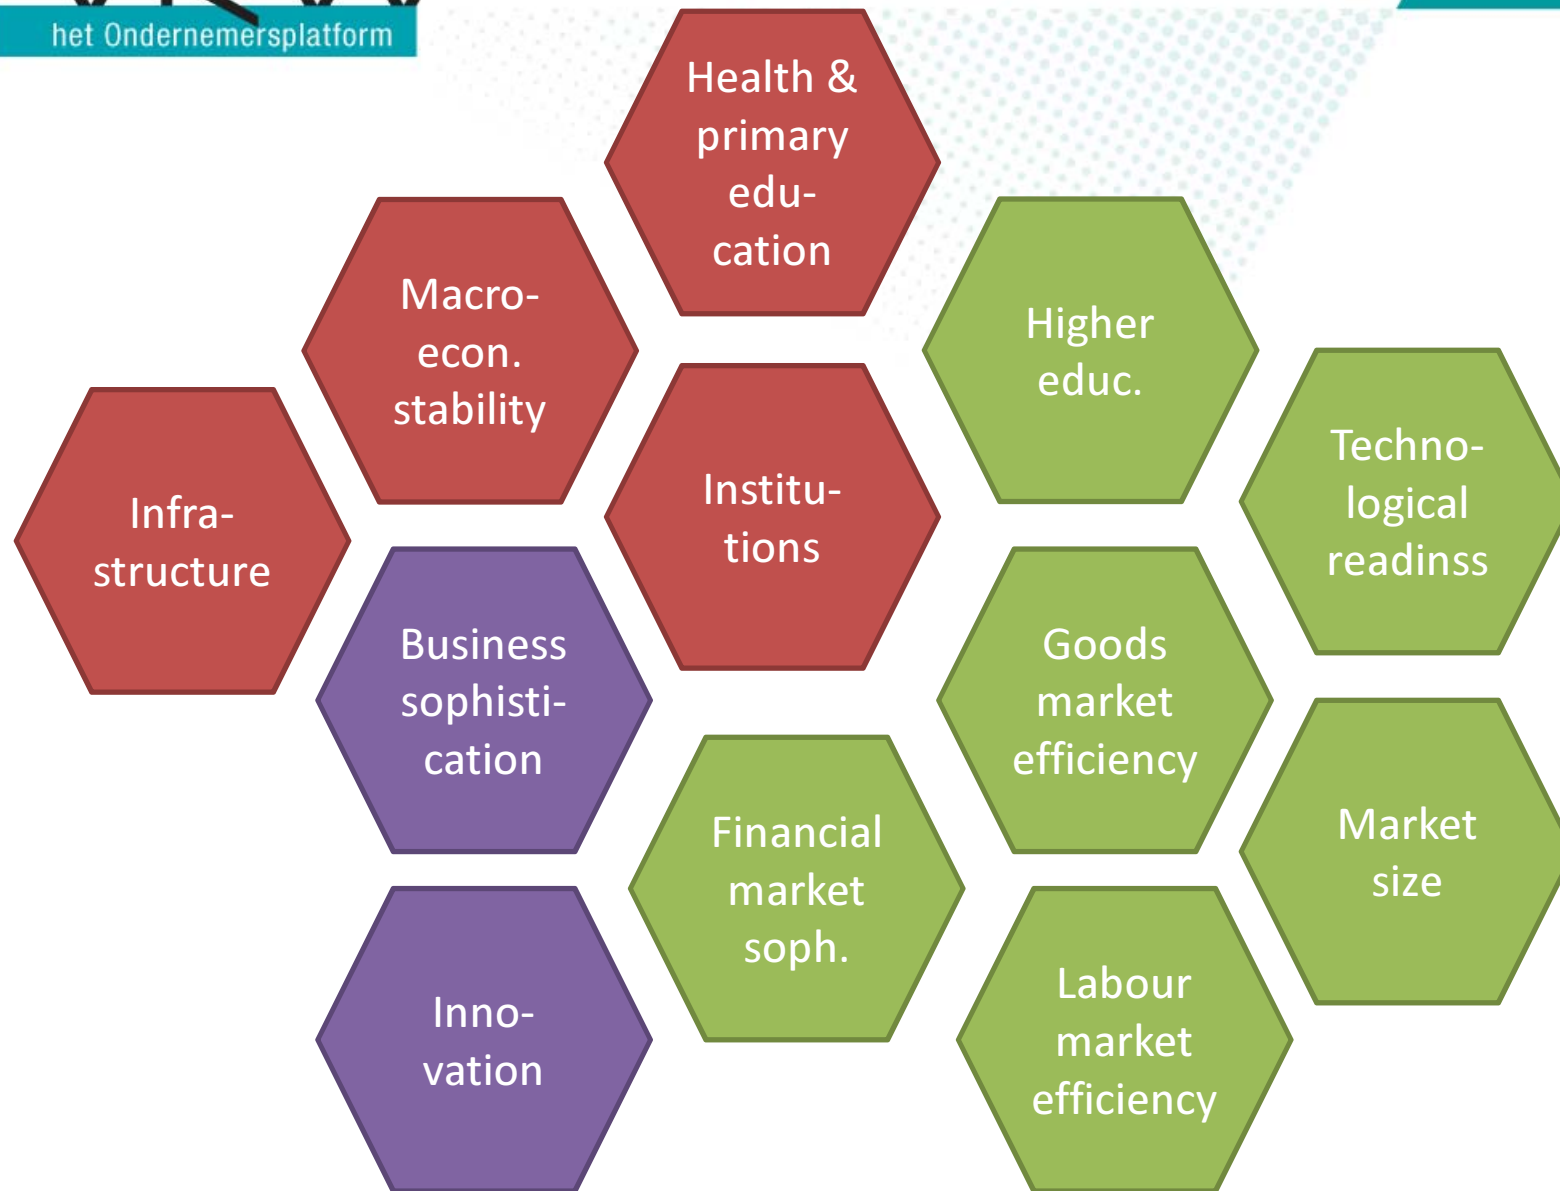 het Ondernemersplatform
Health &
primary
edu-
cation
Macro-
econ.
stability
Higher
educ.
Infra-
structure
Institu-
tions
Techno-
logical
readinss
Business
sophisti-
cation
Goods
market
efficiency
Financial
market
soph.
Market
size
Inno-
vation
Labour
market
efficiency